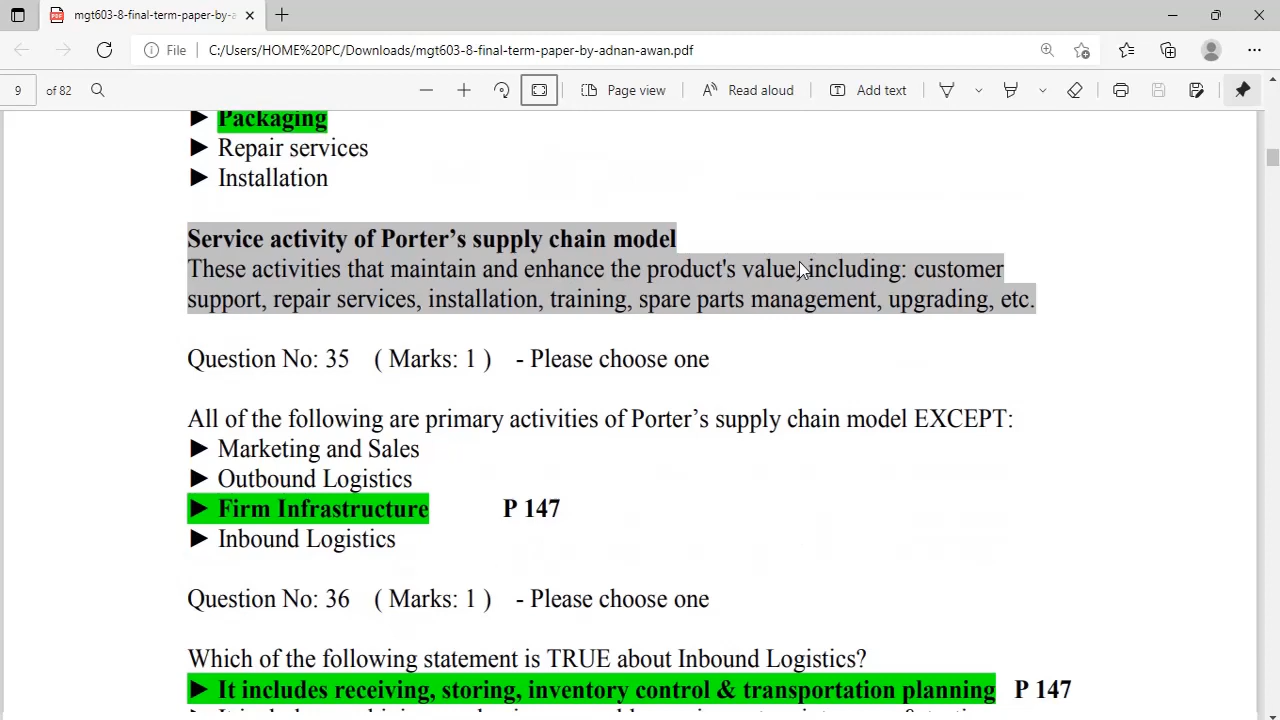 mgt603-8-final-term-paper-by-a
File
C:/Users/HOME%20PC/Downloads/mgt603-8-final-term-paper-by-adnan-awan.pdf
9 of 82
Page view
Read aloud
Add text
► Packaging
► Repair services
► Installation
Service activity of Porter’s supply chain model
These activities that maintain and enhance the product's value, including: customer
support, repair services, installation, training, spare parts management, upgrading, etc.
Question No: 35 ( Marks: 1 ) - Please choose one
All of the following are primary activities of Porter’s supply chain model EXCEPT:
► Marketing and Sales
► Outbound Logistics
► Firm Infrastructure P 147
► Inbound Logistics
Question No: 36 ( Marks: 1 ) - Please choose one
Which of the following statement is TRUE about Inbound Logistics?
► It includes receiving, storing, inventory control & transportation planning P 147